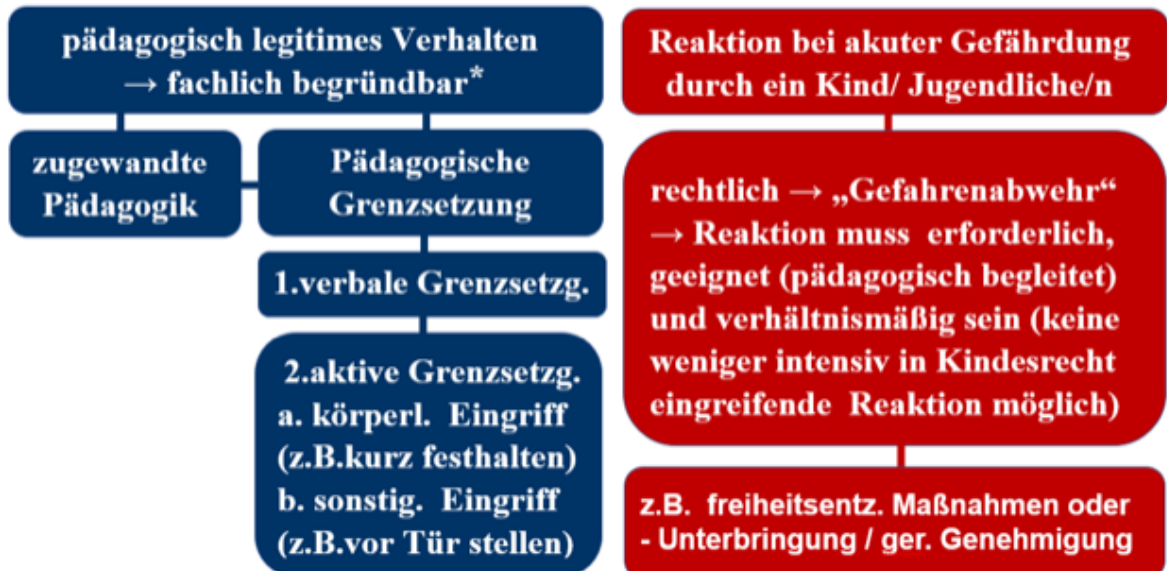 pädagogisch legitimes Verhalten
→ fachlich begründbar*
zugewandte
Pädagogik
Pädagogische
Grenzsetzung
1.verbale Grenzsetzg.
2.aktive Grenzsetzg.
a. körperl. Eingriff
(z.B.kurz festhalten)
b. sonstig. Eingriff
(z.B.vor Tür stellen)
Reaktion bei akuter Gefährdung
durch ein Kind/ Jugendliche/n
rechtlich → „Gefahrenabwehr“
→ Reaktion muss erforderlich,
geeignet (pädagogisch begleitet)
und verhältnismäßig sein (keine
weniger intensiv in Kindesrecht
eingreifende Reaktion möglich)
z.B. freiheitsentz. Maßnahmen oder
- Unterbringung / ger. Genehmigung